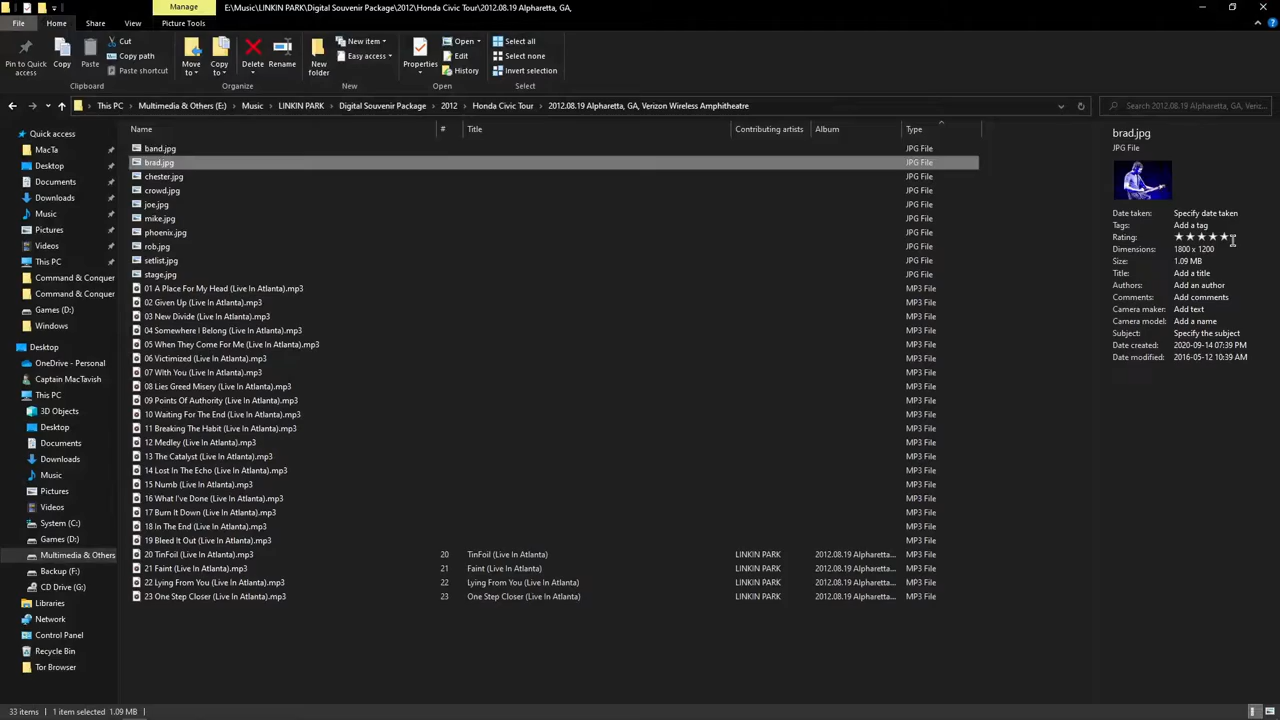 Manage
E:\Music\LINKIN PARK\Digital Souvenir Package\2012\Honda Civic Tour\2012.08.19 Alpharetta, GA,
File Home Share View Picture Tools
Pin to Quick access
Copy
Paste
Cut
Copy path
Paste shortcut
Clipboard
Move to
Copy to
Delete
Rename
Organize
New folder
New item
Easy access
New
Properties
Open
Edit
History
Open
Select all
Select none
Invert selection
Select
This PC Multimedia & Others (E:) Music LINKIN PARK Digital Souvenir Package 2012 Honda Civic Tour 2012.08.19 Alpharetta, GA, Verizon Wireless Amphitheatre
Search 2012.08.19 Alpharetta, GA, Veriz...
Quick access
MacTa
Desktop
Documents
Downloads
Music
Pictures
Videos
This PC
Command & Conquer
Command & Conquer
Games (D:)
Windows
Desktop
OneDrive - Personal
Captain MacTavish
This PC
3D Objects
Desktop
Documents
Downloads
Music
Pictures
Videos
System (C:)
Games (D:)
Multimedia & Others
Backup (F:)
CD Drive (G:)
Libraries
Network
Control Panel
Recycle Bin
Tor Browser
Name # Title Contributing artists Album Type
band.jpg JPG File
brad.jpg JPG File
chester.jpg JPG File
crowd.jpg JPG File
joe.jpg JPG File
mike.jpg JPG File
phoenix.jpg JPG File
rob.jpg JPG File
setlist.jpg JPG File
stage.jpg JPG File
01 A Place For My Head (Live In Atlanta).mp3 MP3 File
02 Given Up (Live In Atlanta).mp3 MP3 File
03 New Divide (Live In Atlanta).mp3 MP3 File
04 Somewhere I Belong (Live In Atlanta).mp3 MP3 File
05 When They Come For Me (Live In Atlanta).mp3 MP3 File
06 Victimized (Live In Atlanta).mp3 MP3 File
07 WIth You (Live In Atlanta).mp3 MP3 File
08 Lies Greed Misery (Live In Atlanta).mp3 MP3 File
09 Points Of Authority (Live In Atlanta).mp3 MP3 File
10 Waiting For The End (Live In Atlanta).mp3 MP3 File
11 Breaking The Habit (Live In Atlanta).mp3 MP3 File
12 Medley (Live In Atlanta).mp3 MP3 File
13 The Catalyst (Live In Atlanta).mp3 MP3 File
14 Lost In The Echo (Live In Atlanta).mp3 MP3 File
15 Numb (Live In Atlanta).mp3 MP3 File
16 What I've Done (Live In Atlanta).mp3 MP3 File
17 Burn It Down (Live In Atlanta).mp3 MP3 File
18 In The End (Live In Atlanta).mp3 MP3 File
19 Bleed It Out (Live In Atlanta).mp3 MP3 File
20 TinFoil (Live In Atlanta).mp3 20 TinFoil (Live In Atlanta) LINKIN PARK 2012.08.19 Alpharetta... MP3 File
21 Faint (Live In Atlanta).mp3 21 Faint (Live In Atlanta) LINKIN PARK 2012.08.19 Alpharetta... MP3 File
22 Lying From You (Live In Atlanta).mp3 22 Lying From You (Live In Atlanta) LINKIN PARK 2012.08.19 Alpharetta... MP3 File
23 One Step Closer (Live In Atlanta).mp3 23 One Step Closer (Live In Atlanta) LINKIN PARK 2012.08.19 Alpharetta... MP3 File
brad.jpg
JPG File
Date taken: Specify date taken
Tags: Add a tag
Rating:
Dimensions: 1800 x 1200
Size: 1.09 MB
Title: Add a title
Authors: Add an author
Comments: Add comments
Camera maker: Add text
Camera model: Add a name
Subject: Specify the subject
Date created: 2020-09-14 07:39 PM
Date modified: 2016-05-12 10:39 AM
33 items 1 item selected 1.09 MB